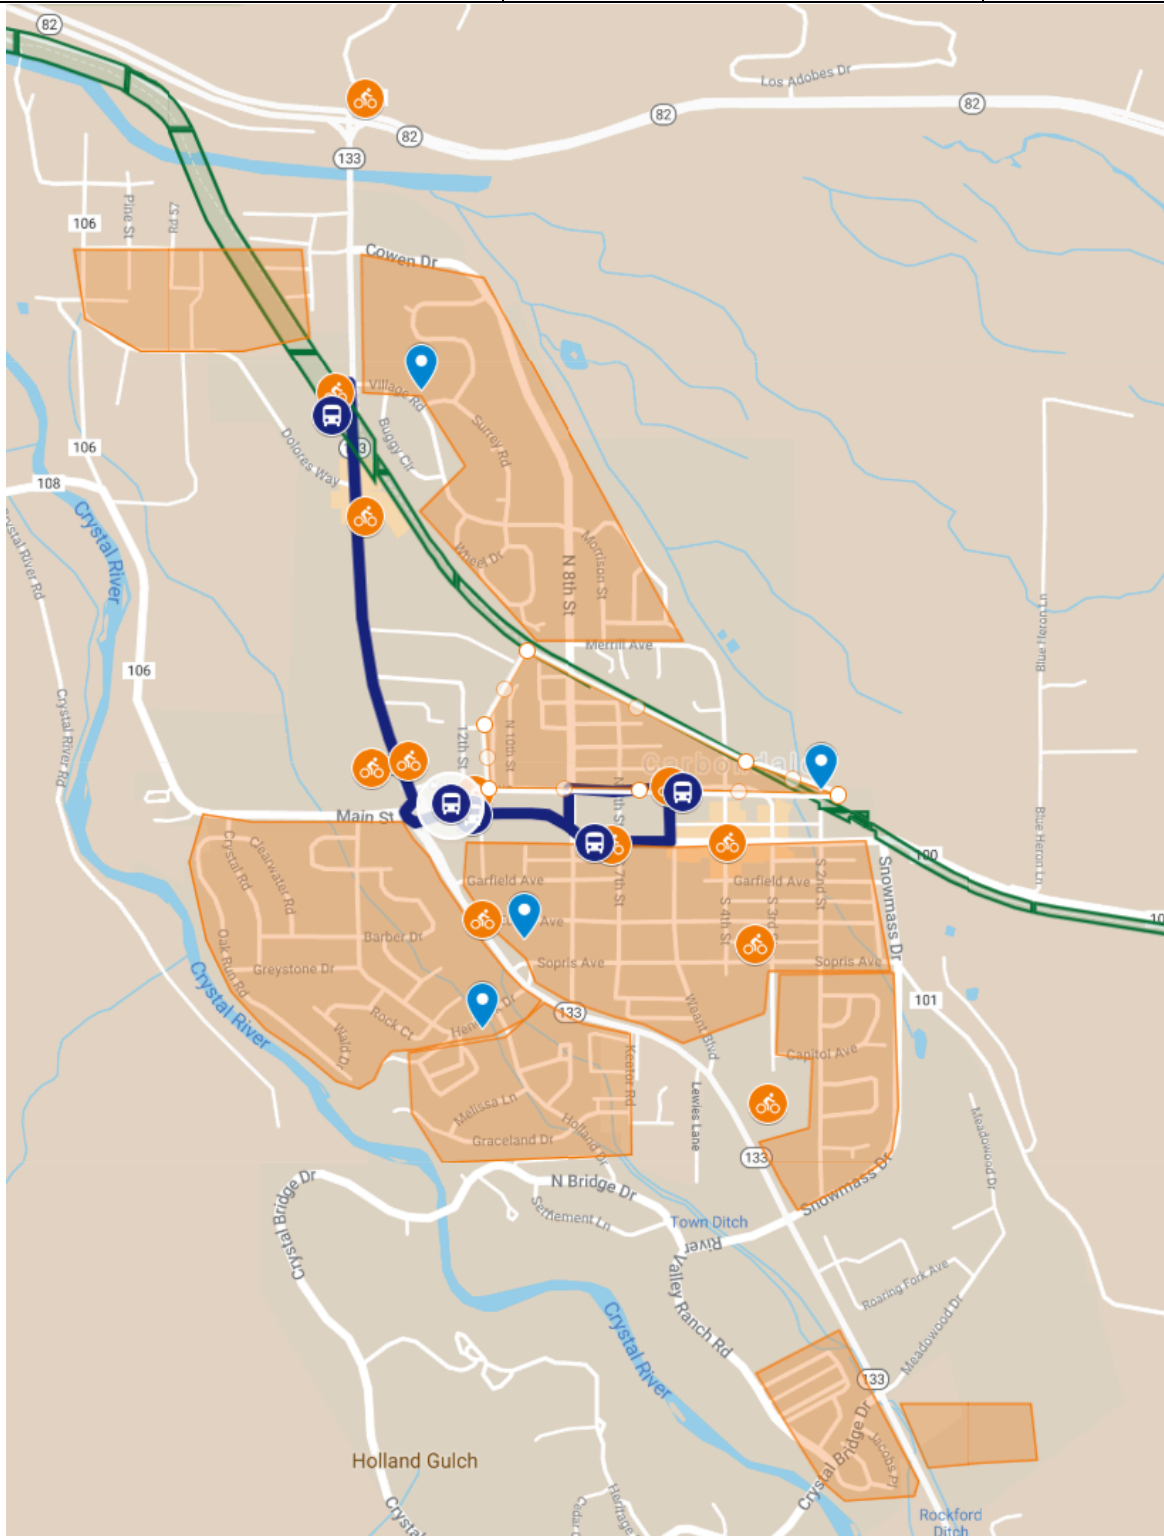 82
Los Adobes Dr
82
82
82
133
Pine St
Rd 57
106
Cowen Dr
Village Rd
Buggy Cir
Surrey Rd
Dolores Way
106
108
Crystal River
Crystal River Rd
Wheel Dr
Morrison St
N 8th St
Merrill Ave
Blue Heron Ln
106
Crystal River Rd
12th St
N 10th St
Carbondale
Main St
Blue Heron Ln
100
Crystal Rd
Clearwater Rd
Garfield Ave
7th St
Garfield Ave
S 2nd St
Snowmass Dr
S 4th St
S 3rd
Ave
Barber Dr
Oak Run Rd
Greystone Dr
Sopris Ave
Sopris Ave
Crystal River
Rock Ct
Wald Dr
133
Weant Blvd
101
Capitol Ave
Keator Rd
Lewies Lane
Melissa Ln
Holland Dr
Graceland Dr
133
Meadowood Dr
Snowmass Dr
N Bridge Dr
Crystal Bridge Dr
Settlement Ln
Town Ditch
River Valley Ranch Rd
Roaring Fork Ave
Meadowood Dr
Crystal River
133
Crystal Bridge Dr
Jacobs Pl
Holland Gulch
Heritage
Cedar
Rockford
Ditch